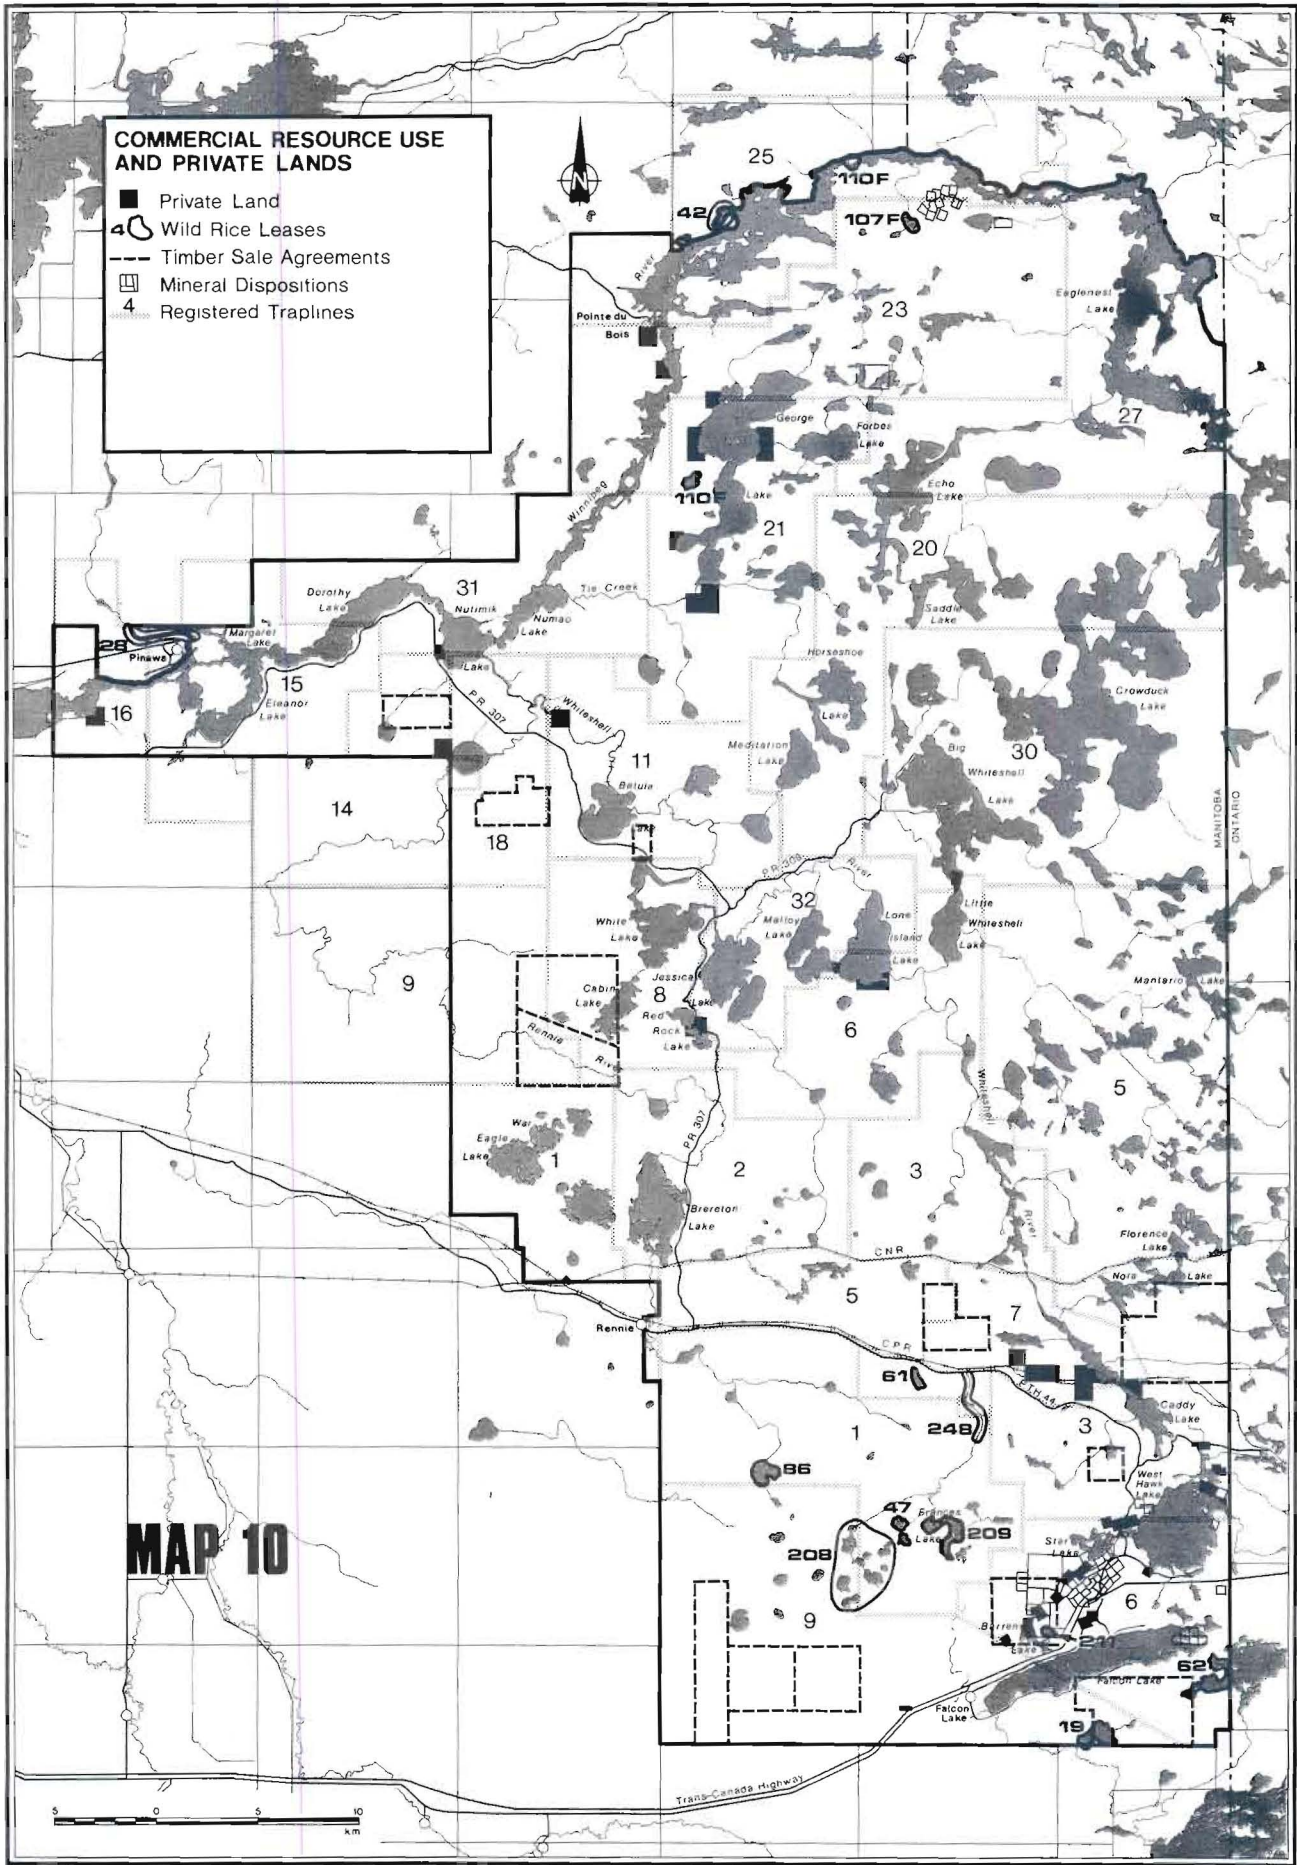 COMMERCIAL RESOURCE USE
AND PRIVATE LANDS
Private Land
4 Wild Rice Leases
Timber Sale Agreements
Mineral Dispositions
4 Registered Traplines
N
25
110F
42
107F
River
23
Eaglenest
Lake
Pointe du
Bois
27
George
Forbes
Lake
Echo
Lake
110F
Lake
21
20
Winnipeg
Dorothy
Lake
31
Nutimik
Tie Creek
Numao
Lake
Saddle
Lake
28
Pinawa
Margaret
Lake
Lake
Horseshoe
Lake
Crowduck
Lake
15
Eleanor
Lake
16
PR 307
Whiteshell
Meditation
Lake
Big
Whiteshell
Lake
30
11
Betula
Lake
14
18
MANITOBA
ONTARIO
PR 309
River
32
Malloy
Lake
Lone
Island
Lake
Little
Whiteshell
Lake
White
Lake
9
Cabin
Lake
Jessica
Lake
8
Red
Rock
Lake
Mantario Lake
6
Rennie
River
Whiteshell
5
War
Eagle
Lake
1
PR 307
2
3
Brereton
Lake
River
Florence
Lake
CNR
Nora Lake
5
7
Rennie
CPR
61
PTH 44
Caddy
Lake
1
248
3
86
West
Hawk
Lake
47
Frances
Lake
209
MAP 10
208
Star
Lake
6
9
Barren
Lake
211
62
Falcon Lake
Falcon
Lake
19
Trans-Canada Highway
5 0 5 10
km